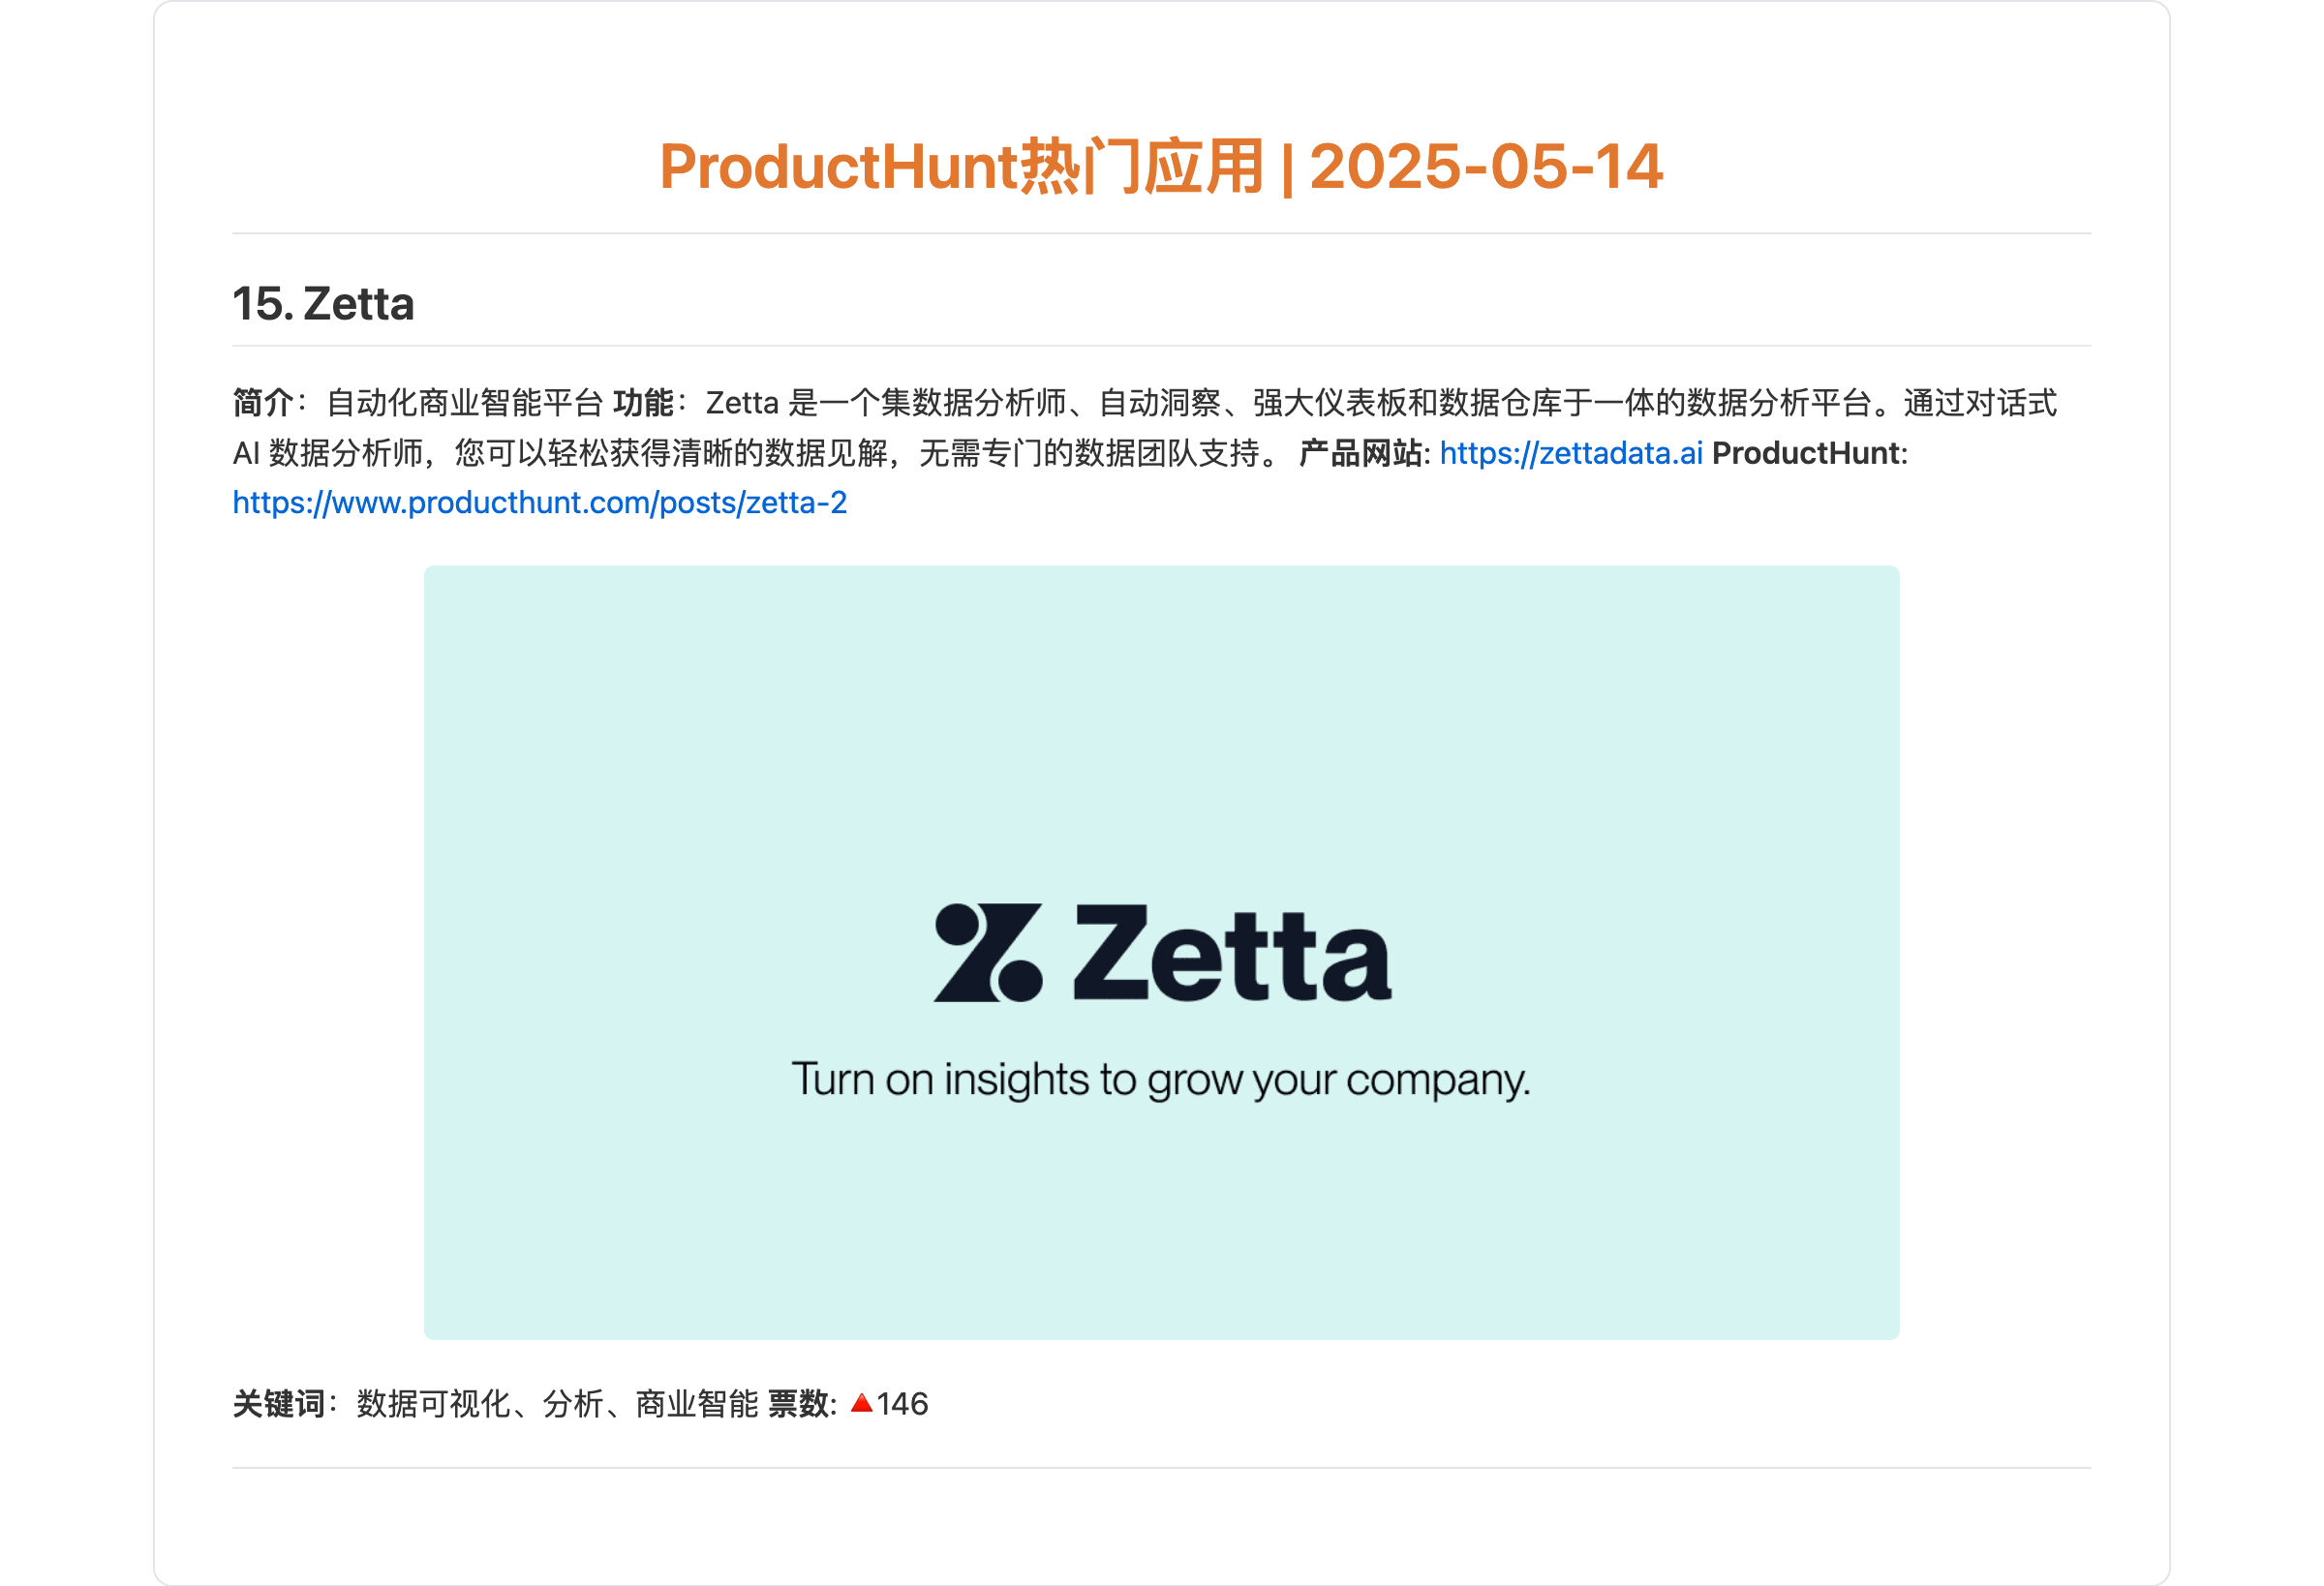 ProductHunt热门应用 | 2025-05-14
15. Zetta
简介：自动化商业智能平台 功能：Zetta 是一个集数据分析师、自动洞察、强大仪表板和数据仓库于一体的数据分析平台。通过对话式
AI 数据分析师，您可以轻松获得清晰的数据见解，无需专门的数据团队支持。 产品网站: https://zettadata.ai ProductHunt:
https://www.producthunt.com/posts/zetta-2
Zetta
Turn on insights to grow your company.
关键词：数据可视化、分析、商业智能 票数: 🔺146